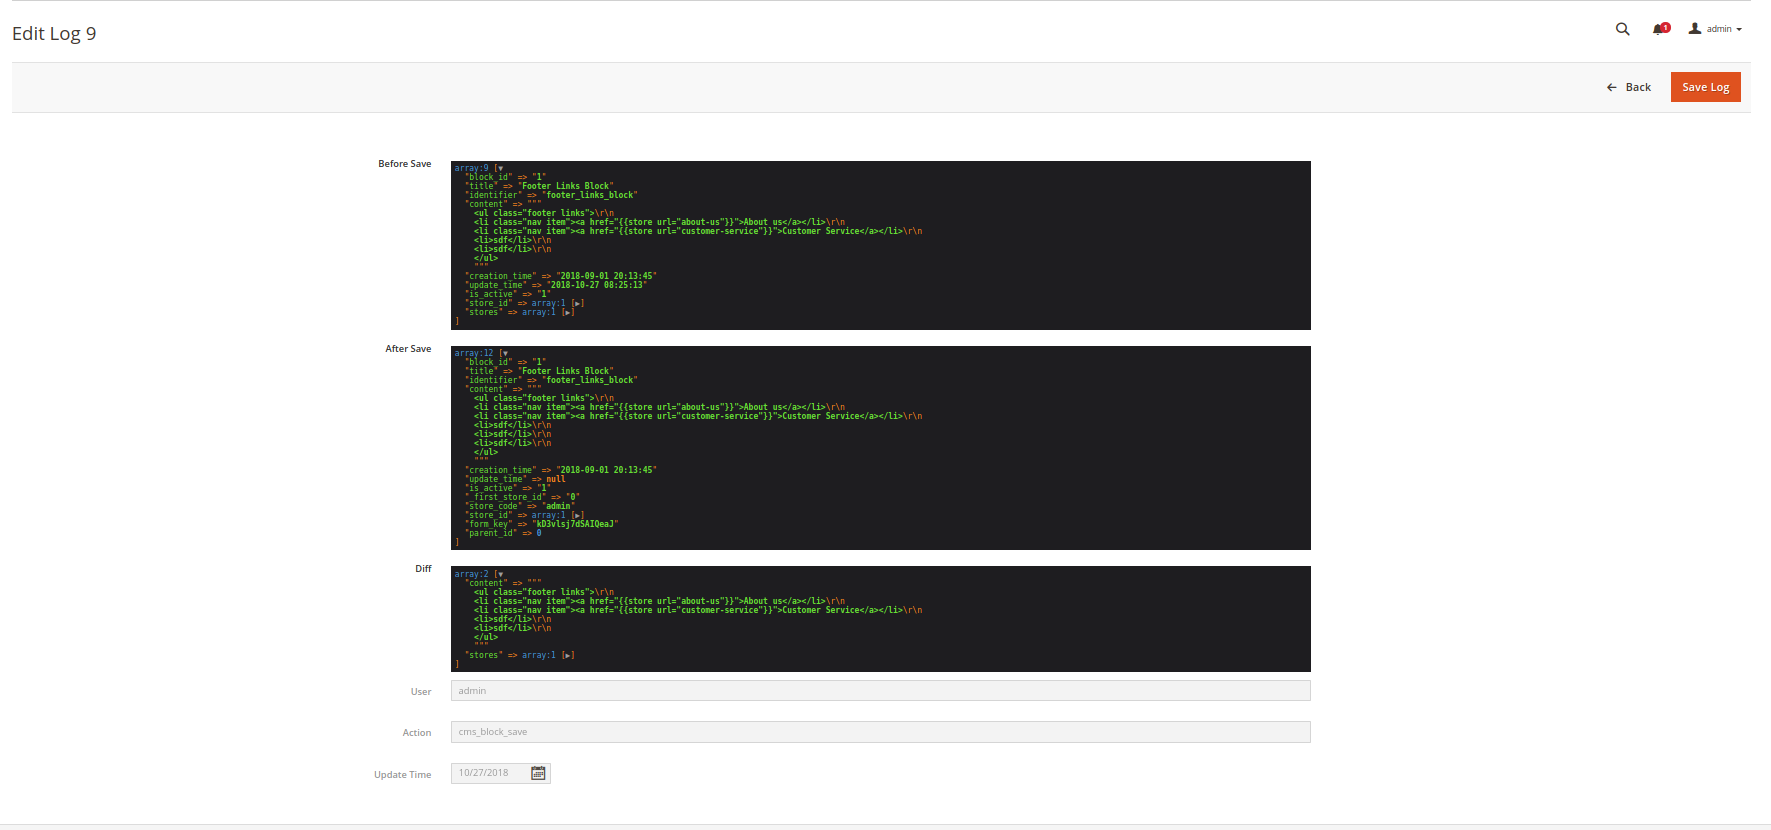 Edit Log 9
1
admin
Back
Save Log
Before Save
array:9 [▼
"block_id" => "1"
"title" => "Footer Links Block"
"identifier" => "footer_links_block"
"content" => """
<ul class="footer links">\r\n
<li class="nav item"><a href="{{store url="about-us"}}">About us</a></li>\r\n
<li class="nav item"><a href="{{store url="customer-service"}}">Customer Service</a></li>\r\n
<li>sdf</li>\r\n
<li>sdf</li>\r\n
</ul>
"""
"creation_time" => "2018-09-01 20:13:45"
"update_time" => "2018-10-27 08:25:13"
"is_active" => "1"
"store_id" => array:1 [▶]
"stores" => array:1 [▶]
]
After Save
array:12 [▼
"block_id" => "1"
"title" => "Footer Links Block"
"identifier" => "footer_links_block"
"content" => """
<ul class="footer links">\r\n
<li class="nav item"><a href="{{store url="about-us"}}">About us</a></li>\r\n
<li class="nav item"><a href="{{store url="customer-service"}}">Customer Service</a></li>\r\n
<li>sdf</li>\r\n
<li>sdf</li>\r\n
<li>sdf</li>\r\n
</ul>
"""
"creation_time" => "2018-09-01 20:13:45"
"update_time" => null
"is_active" => "1"
"_first_store_id" => "0"
"store_code" => "admin"
"store_id" => array:1 [▶]
"form_key" => "kD3vlsj7dSAIQeaJ"
"parent_id" => 0
]
Diff
array:2 [▼
"content" => """
<ul class="footer links">\r\n
<li class="nav item"><a href="{{store url="about-us"}}">About us</a></li>\r\n
<li class="nav item"><a href="{{store url="customer-service"}}">Customer Service</a></li>\r\n
<li>sdf</li>\r\n
<li>sdf</li>\r\n
</ul>
"""
"stores" => array:1 [▶]
]
User
admin
Action
cms_block_save
Update Time
10/27/2018